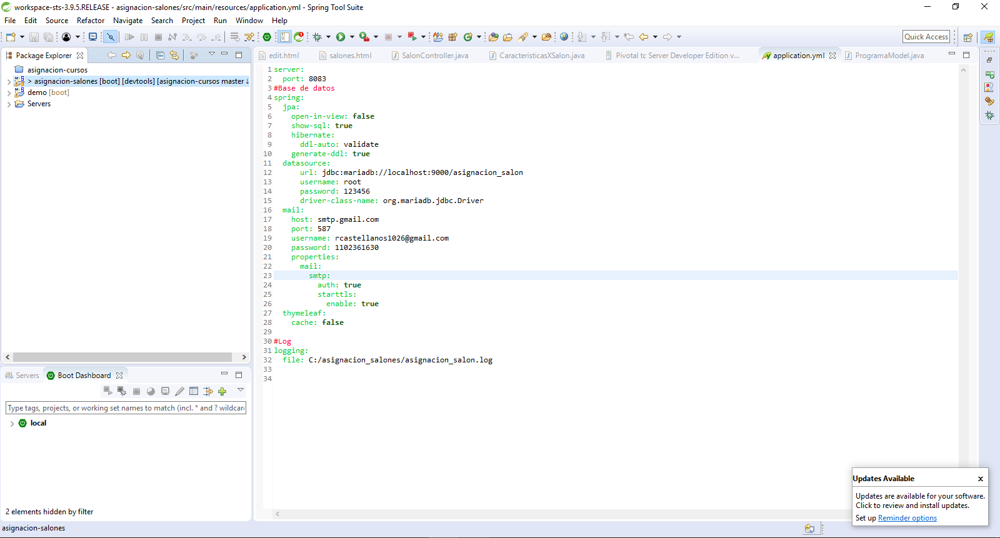 workspace-sts-3.9.5.RELEASE - asignacion-salones/src/main/resources/application.yml - Spring Tool Suite
File Edit Source Refactor Navigate Search Project Run Window Help
Quick Access
Package Explorer
asignacion-cursos
> asignacion-salones [boot] [devtools] [asignacion-cursos master ↓
demo [boot]
Servers
Servers Boot Dashboard
Type tags, projects, or working set names to match (incl. * and ? wildcar
local
2 elements hidden by filter
edit.html salones.html SalonController.java CaracteristicasXSalon.java Pivotal tc Server Developer Edition v... application.yml ProgramaModel.java
1 server:
2   port: 8083
3 #Base de datos
4 spring:
5   jpa:
6     open-in-view: false
7     show-sql: true
8     hibernate:
9       ddl-auto: validate
10     generate-ddl: true
11   datasource:
12       url: jdbc:mariadb://localhost:9000/asignacion_salon
13       username: root
14       password: 123456
15       driver-class-name: org.mariadb.jdbc.Driver
16   mail:
17     host: smtp.gmail.com
18     port: 587
19     username: rcastellanos1026@gmail.com
20     password: 1102361630
21     properties:
22       mail:
23         smtp:
24           auth: true
25           starttls:
26             enable: true
27   thymeleaf:
28     cache: false
29
30 #Log
31 logging:
32   file: C:/asignacion_salones/asignacion_salon.log
33
34
Updates Available
Updates are available for your software.
Click to review and install updates.
Set up Reminder options
asignacion-salones